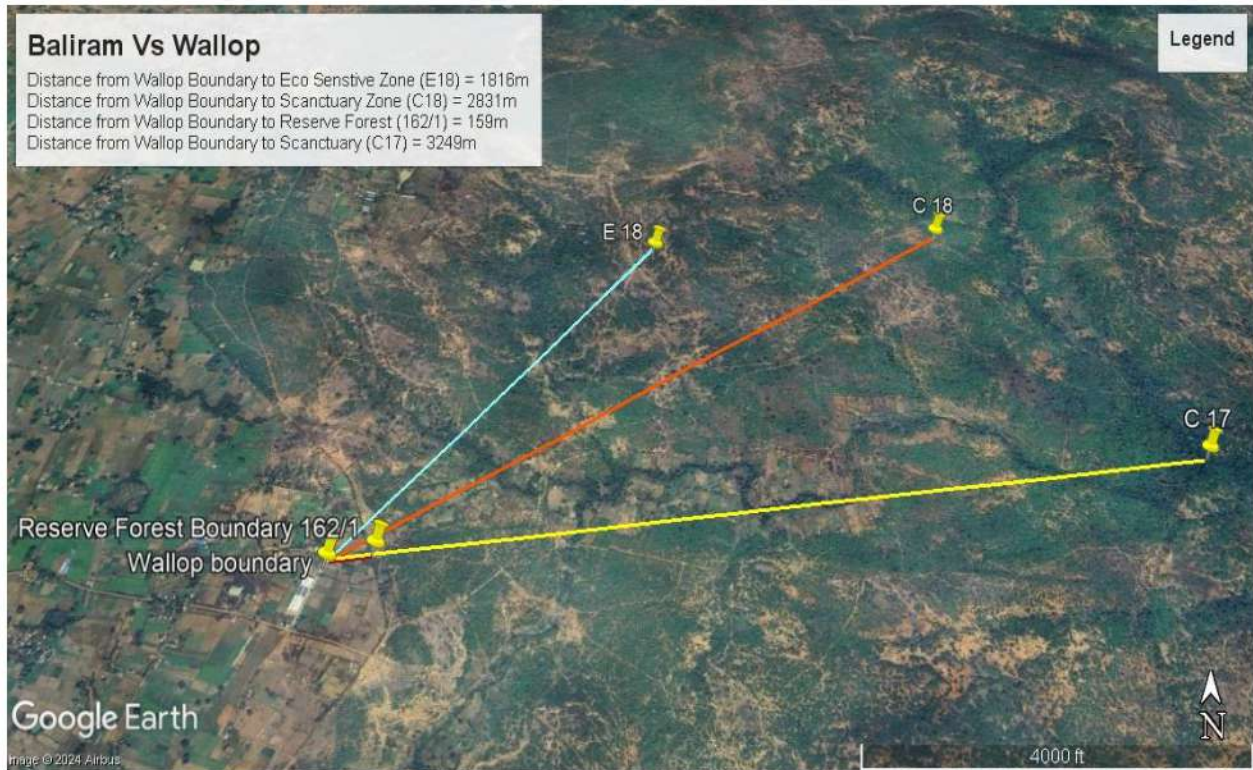 Baliram Vs Wallop
Distance from Wallop Boundary to Eco Senstive Zone (E18) = 1816m
Distance from Wallop Boundary to Scanctuary Zone (C18) = 2831m
Distance from Wallop Boundary to Reserve Forest (162/1) = 159m
Distance from Wallop Boundary to Scanctuary (C17) = 3249m
Legend
C 18
E 18
C 17
Reserve Forest Boundary 162/1
Wallop boundary
N
Google Earth
Image © 2024 Airbus
4000 ft